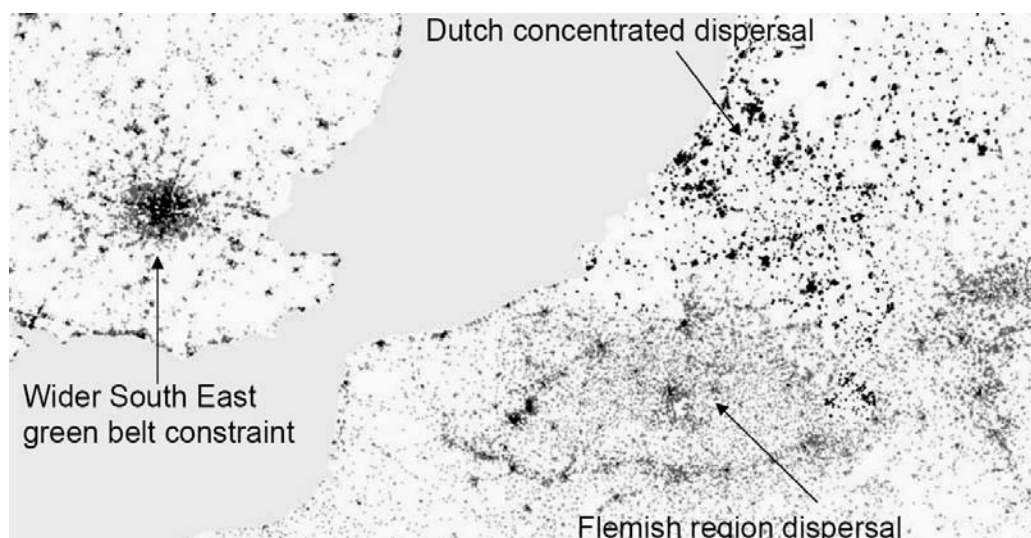 Dutch concentrated dispersal
Wider South East
green belt constraint
Flemish region dispersal